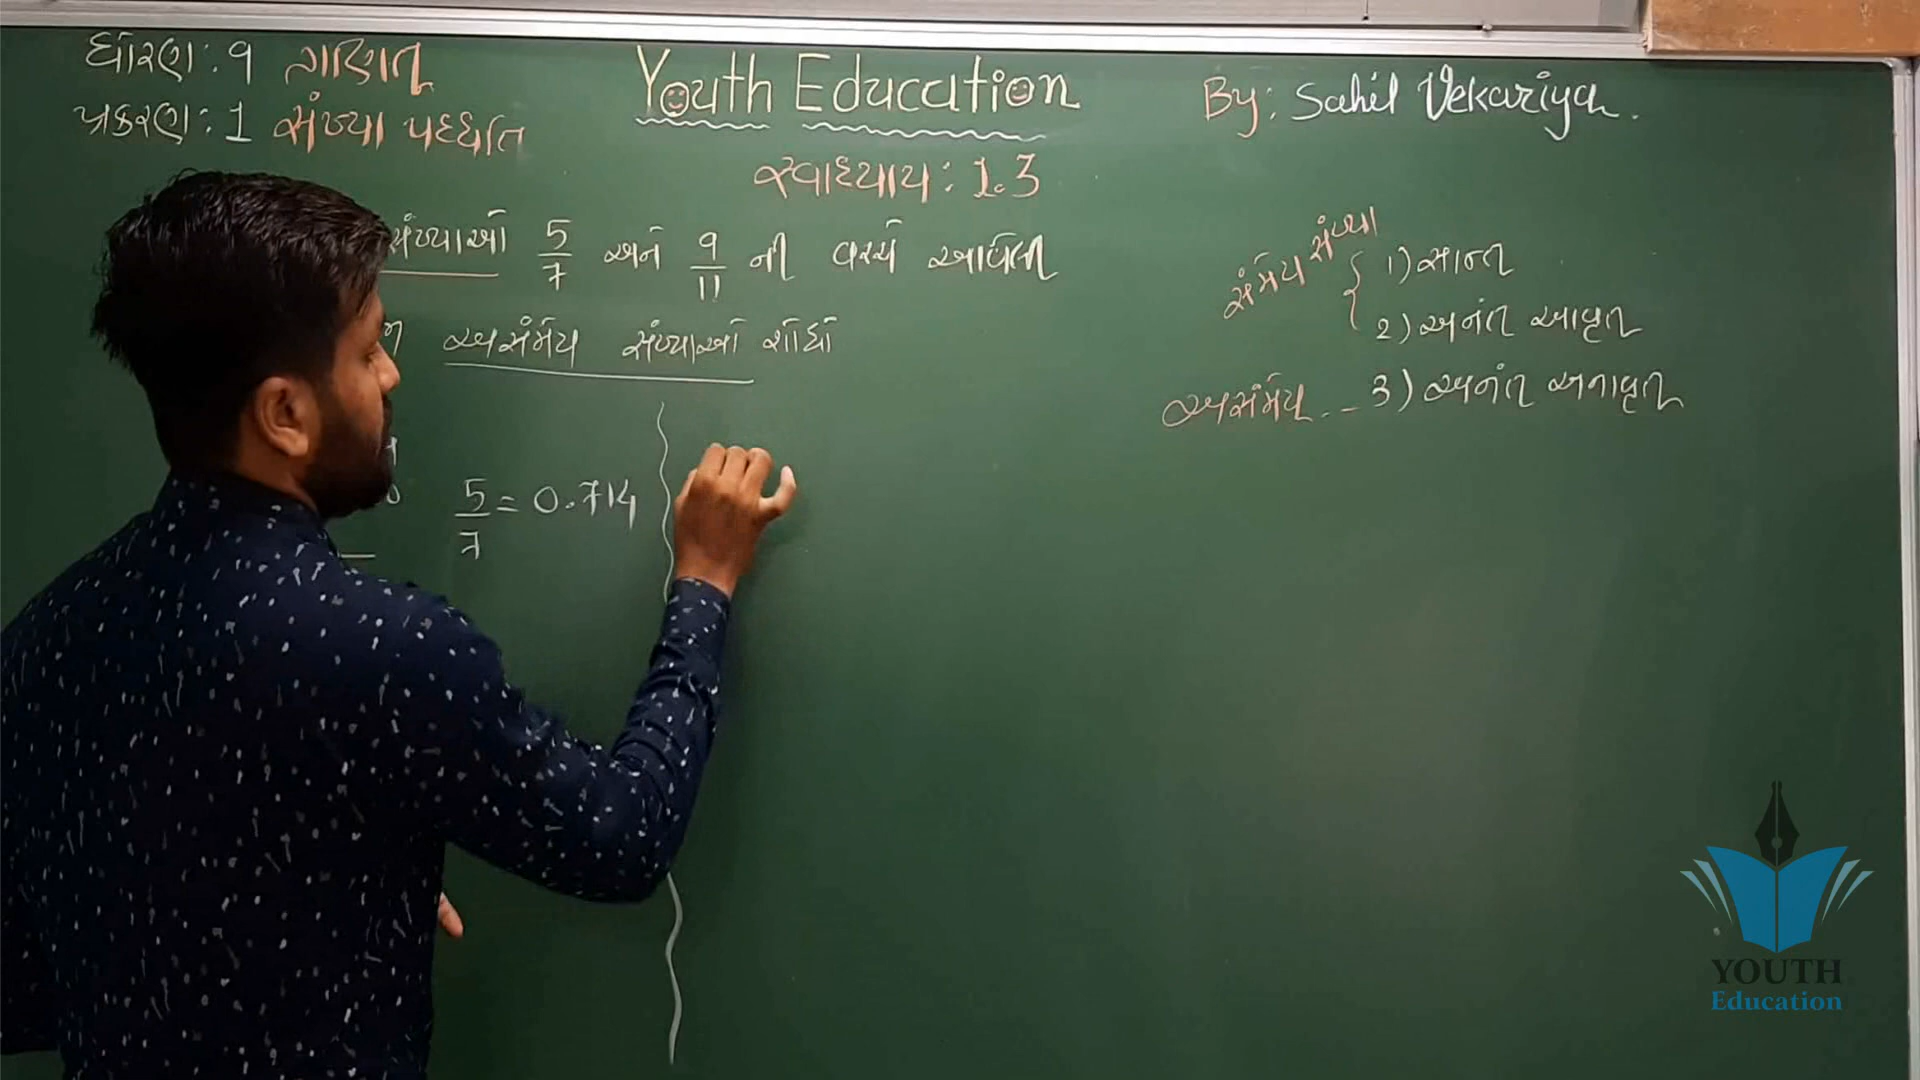 ધોરણ : 9 ગણિત
પ્રકરણ : 1 સંખ્યા પધ્ધતિ
Youth Education
By: Sahil Vekariya.
સ્વાધ્યાય : 1.3
સંખ્યાઓ 5/7 અને 9/11 ની વચ્ચે આવેલી
અસંમેય સંખ્યાઓ શોધો
5/7 = 0.714
સંમેય સંખ્યા { 1) સાન્ત
2) અનંત આવૃત
અસંમેય -- 3) અનંત અનાવૃત
YOUTH
Education